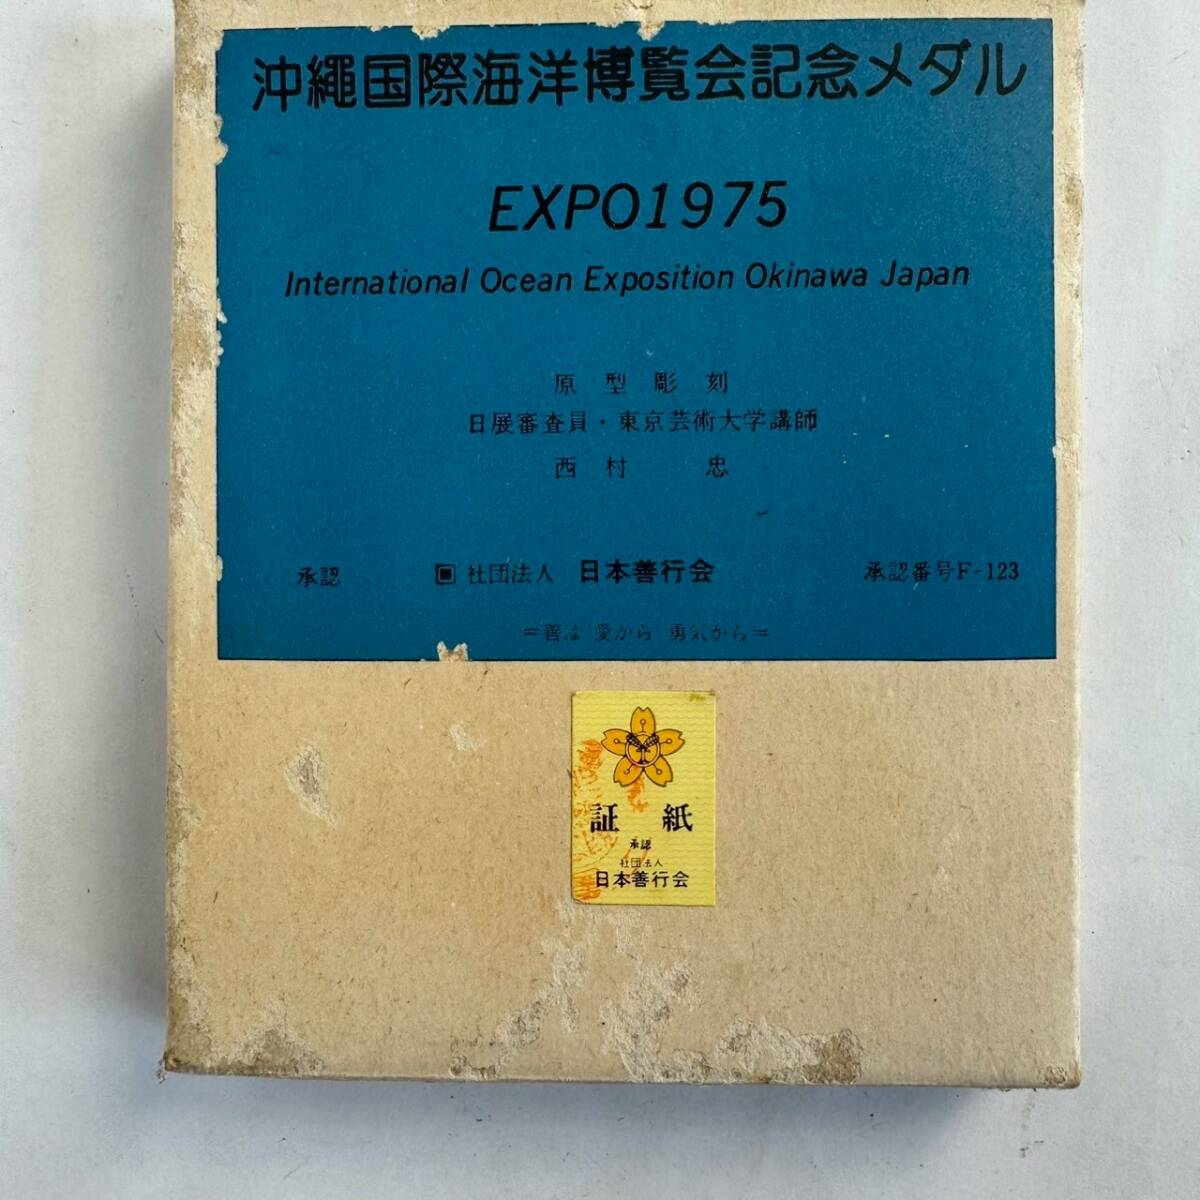 沖繩国際海洋博覧会記念メダル
EXPO1975
International Ocean Exposition Okinawa Japan
原型彫刻
日展審査員・東京芸術大学講師
西村 忠
承認 社団法人 日本善行会 承認番号F-123
=善は 愛から 勇気から=
証 紙
承認
社団法人
日本善行会